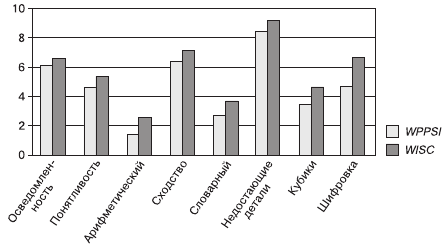 10
8
6
4
2
0
Осведомлен-
ность
Понятливость
Арифметический
Сходство
Словарный
Недостающие
детали
Кубики
Шифровка
WPPSI
WISC